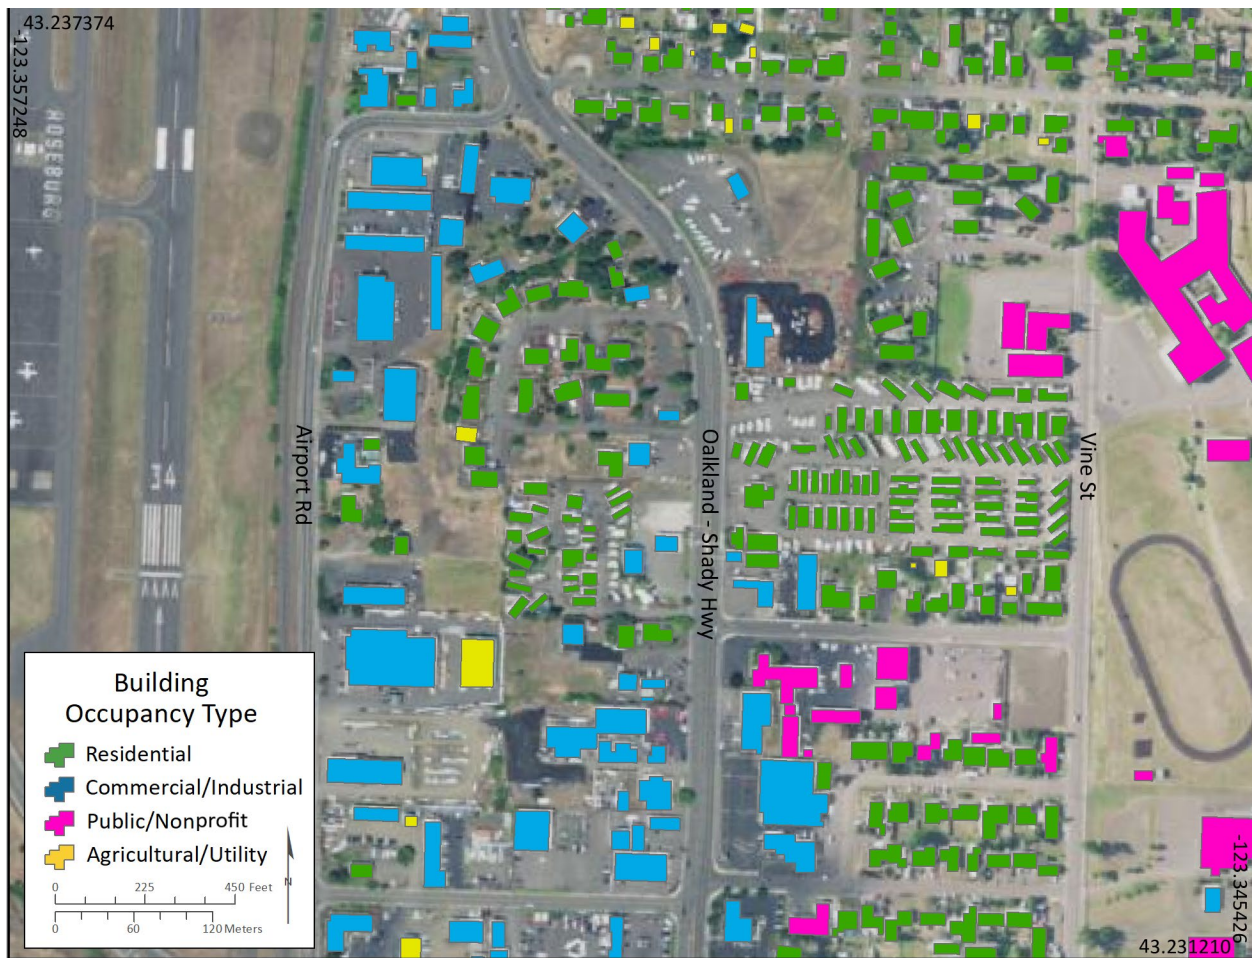 43.237374
-123.357248
ROSEBURG
34
Airport Rd
Oalkland - Shady Hwy
Vine St
Building
Occupancy Type
Residential
Commercial/Industrial
Public/Nonprofit
Agricultural/Utility
0 225 450 Feet
N
0 60 120 Meters
-123.345426
43.231210